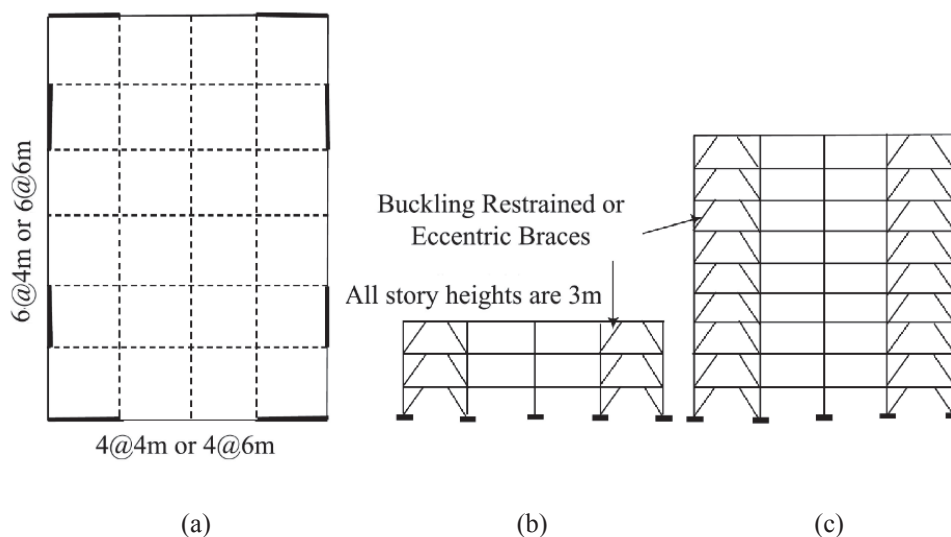 6@4m or 6@6m
4@4m or 4@6m
Buckling Restrained or
Eccentric Braces
All story heights are 3m
(a)
(b)
(c)